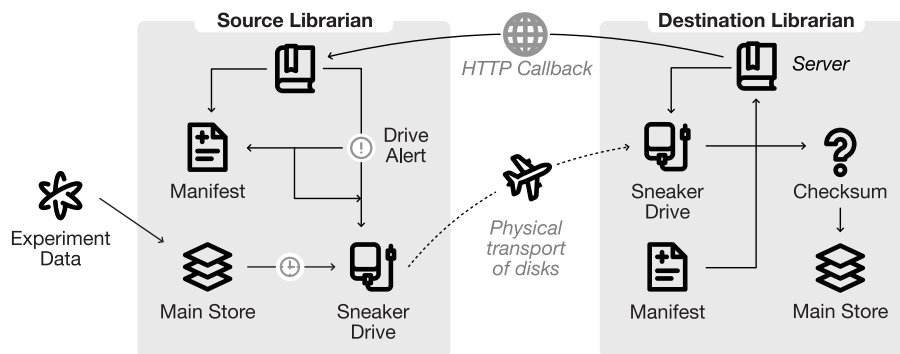 Source Librarian
Destination Librarian
HTTP Callback
Server
Drive
Alert
Manifest
Sneaker
Drive
Checksum
Experiment
Data
Physical
transport
of disks
Main Store
Sneaker
Drive
Manifest
Main Store